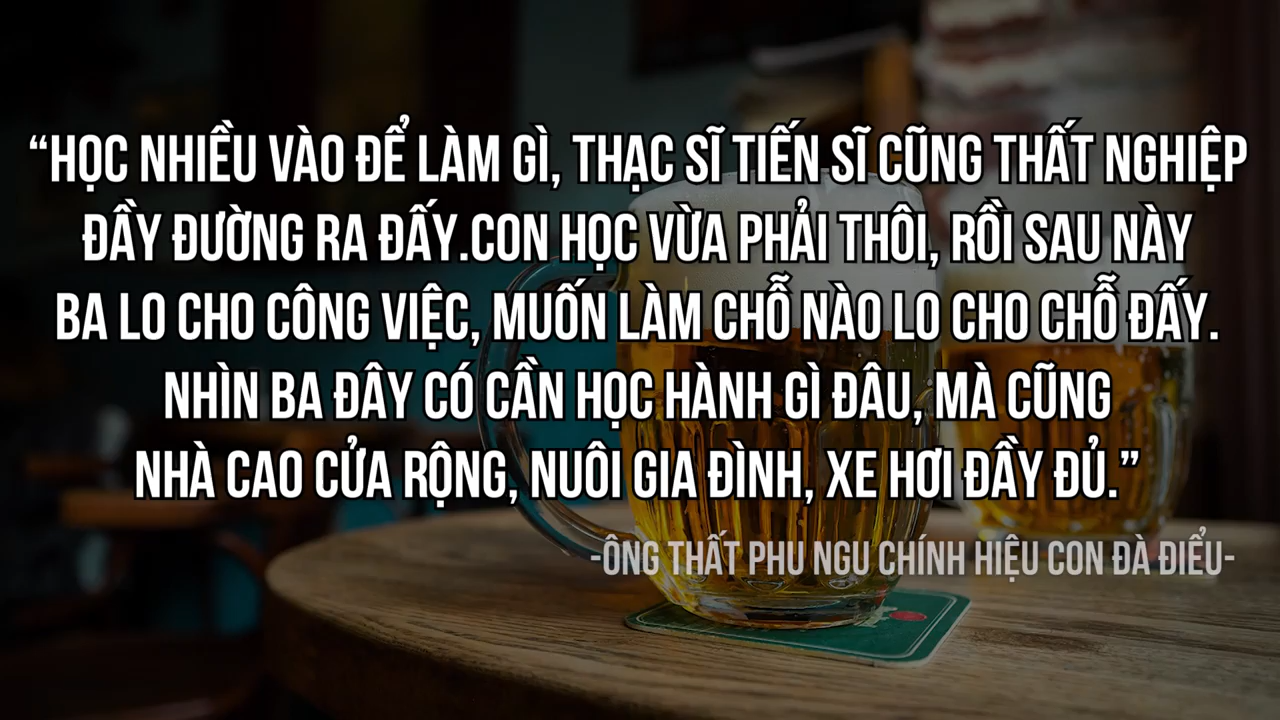 “HỌC NHIỀU VÀO ĐỂ LÀM GÌ, THẠC SĨ TIẾN SĨ CŨNG THẤT NGHIỆP
ĐẦY ĐƯỜNG RA ĐẤY.CON HỌC VỪA PHẢI THÔI, RỒI SAU NÀY
BA LO CHO CÔNG VIỆC, MUỐN LÀM CHỖ NÀO LO CHO CHỖ ĐẤY.
NHÌN BA ĐÂY CÓ CẦN HỌC HÀNH GÌ ĐÂU, MÀ CŨNG
NHÀ CAO CỬA RỘNG, NUÔI GIA ĐÌNH, XE HƠI ĐẦY ĐỦ.”
-ÔNG THẤT PHU NGU CHÍNH HIỆU CON ĐÀ ĐIỂU-